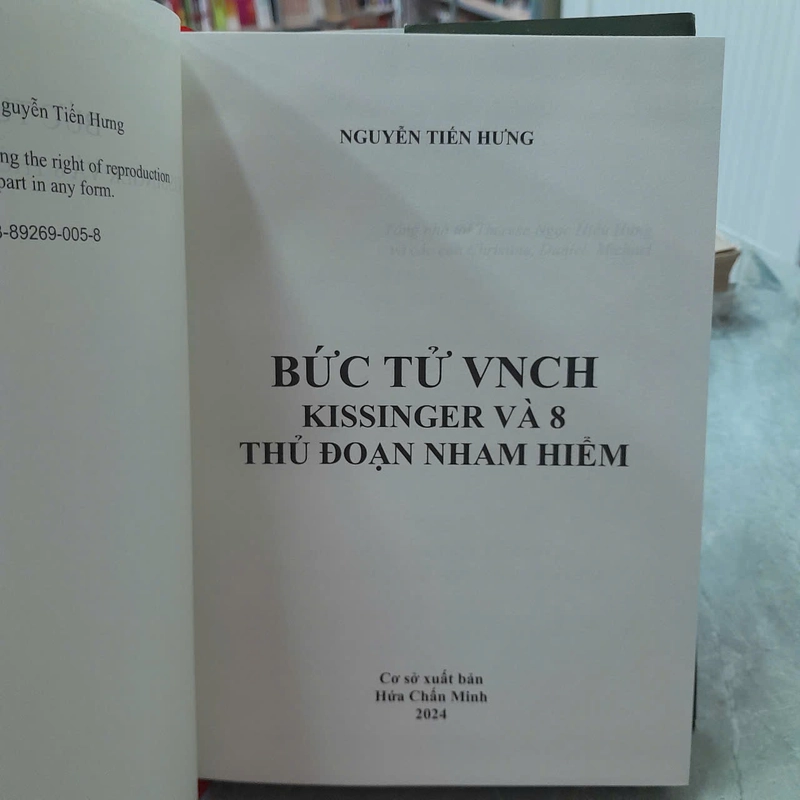 guyễn Tiến Hưng
ng the right of reproduction
part in any form.
-89269-005-8
NGUYỄN TIẾN HƯNG
BỨC TỬ VNCH
KISSINGER VÀ 8
THỦ ĐOẠN NHAM HIỂM
Cơ sở xuất bản
Hứa Chấn Minh
2024